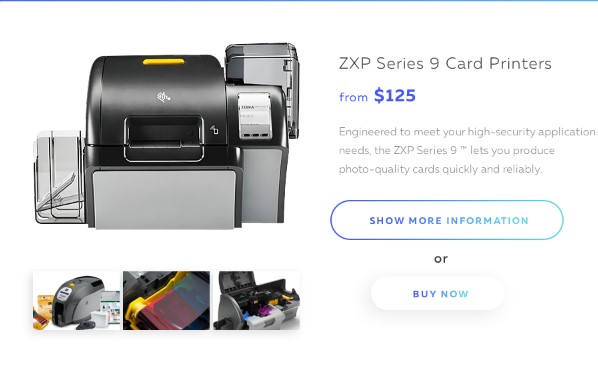 ZXP Series 9 Card Printers
from $125
Engineered to meet your high-security application
needs, the ZXP Series 9 ™ lets you produce
photo-quality cards quickly and reliably.
SHOW MORE INFORMATION
or
BUY NOW
ZEBRA